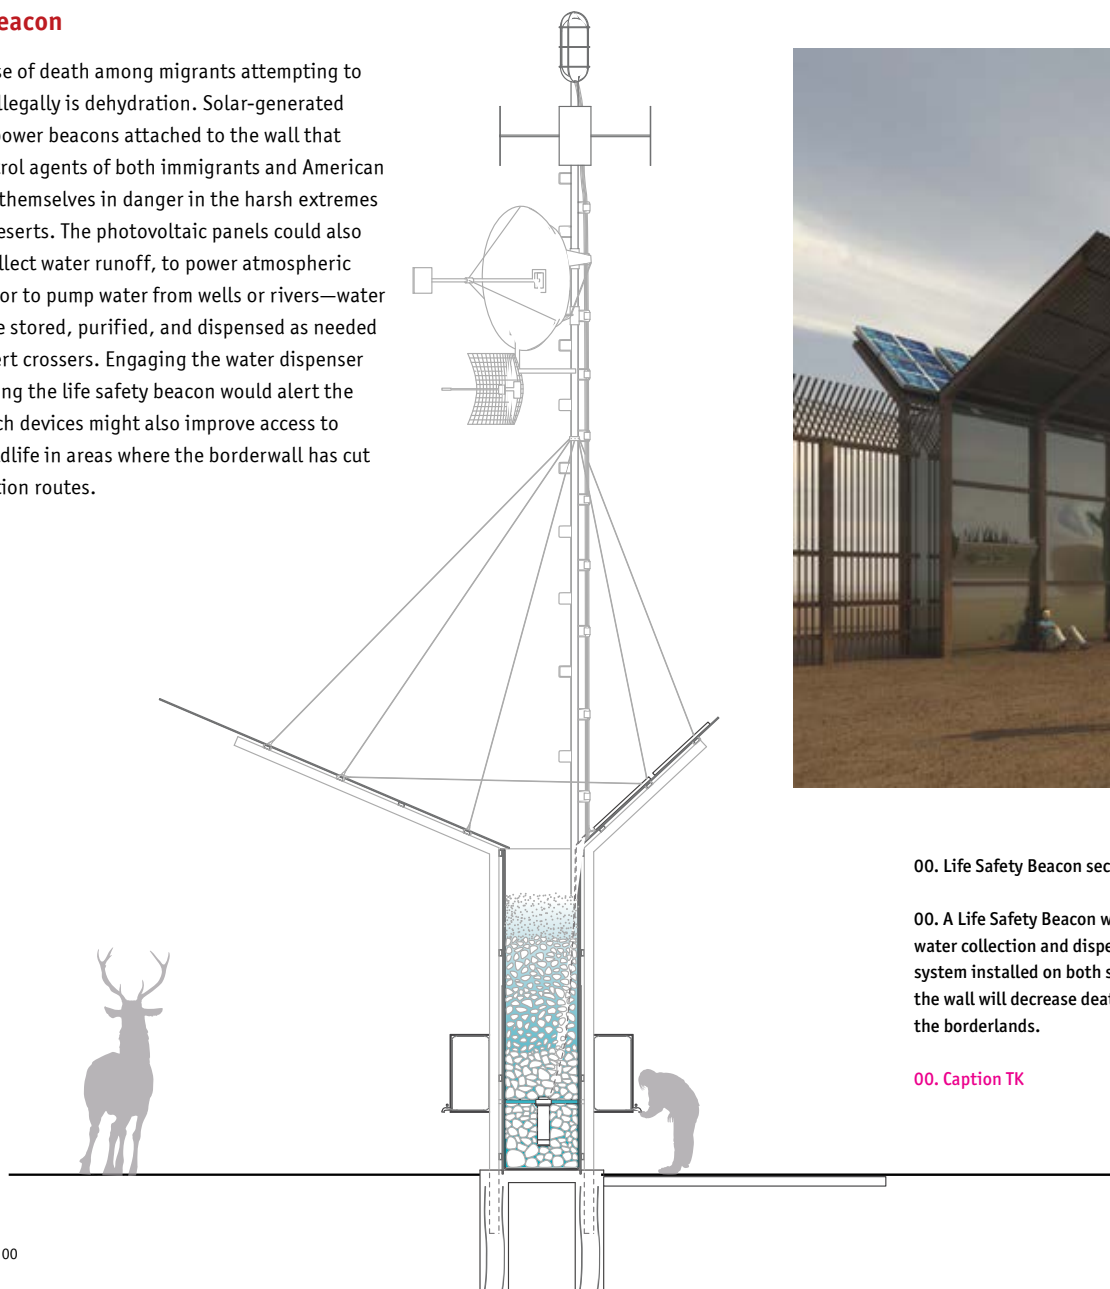 eacon
se of death among migrants attempting to
llegally is dehydration. Solar-generated
power beacons attached to the wall that
rol agents of both immigrants and American
themselves in danger in the harsh extremes
eserts. The photovoltaic panels could also
llect water runoff, to power atmospheric
or to pump water from wells or rivers—water
e stored, purified, and dispensed as needed
ert crossers. Engaging the water dispenser
ing the life safety beacon would alert the
ch devices might also improve access to
ldlife in areas where the borderwall has cut
tion routes.
00. Life Safety Beacon sec
00. A Life Safety Beacon w
water collection and dispe
system installed on both s
the wall will decrease deat
the borderlands.
00. Caption TK
00